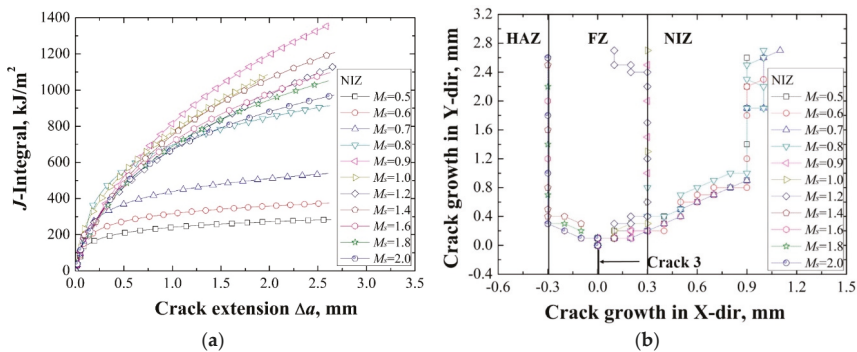 J-Integral, kJ/m²
1400
1200
1000
800
600
400
200
0
0.0 0.5 1.0 1.5 2.0 2.5 3.0 3.5
Crack extension Δa, mm
NIZ
Ms=0.5
Ms=0.6
Ms=0.7
Ms=0.8
Ms=0.9
Ms=1.0
Ms=1.2
Ms=1.4
Ms=1.6
Ms=1.8
Ms=2.0
(a)
Crack growth in Y-dir, mm
3.2
2.8
2.4
2.0
1.6
1.2
0.8
0.4
0.0
-0.4
HAZ FZ NIZ
Crack 3
-0.6 -0.3 0.0 0.3 0.6 0.9 1.2 1.5
Crack growth in X-dir, mm
NIZ
Ms=0.5
Ms=0.6
Ms=0.7
Ms=0.8
Ms=0.9
Ms=1.0
Ms=1.2
Ms=1.4
Ms=1.6
Ms=1.8
Ms=2.0
(b)